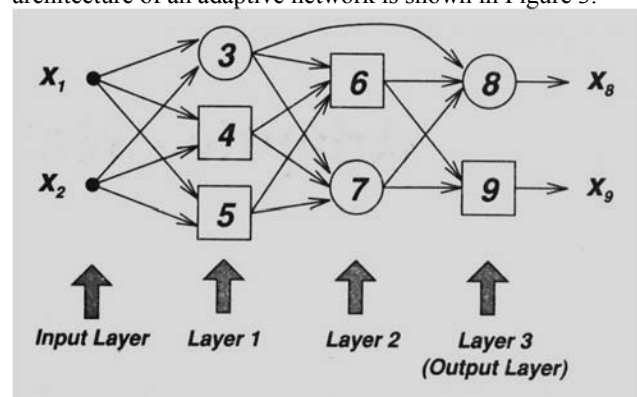 architecture of an adaptive network is shown in Figure 3.
X1 3 6 8 X8
4
X2 5 7 9 X9
Input Layer Layer 1 Layer 2 Layer 3
(Output Layer)